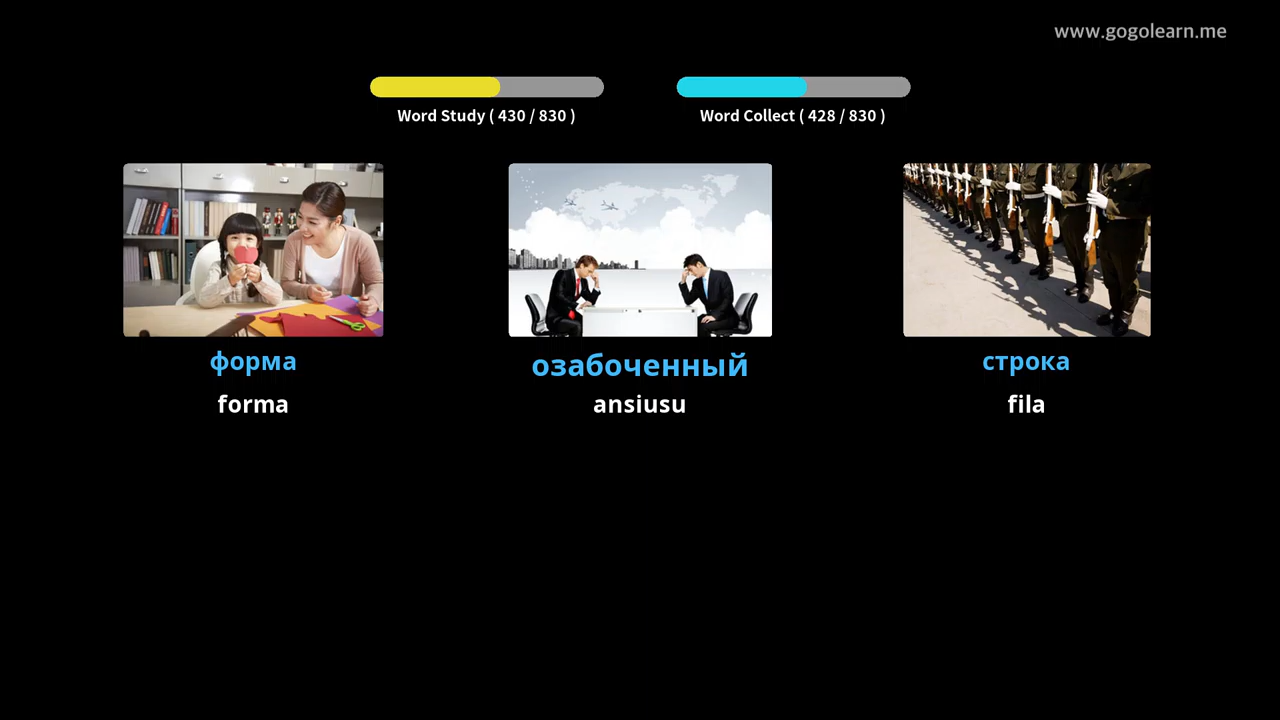 www.gogolearn.me
Word Study ( 430 / 830 )
Word Collect ( 428 / 830 )
форма
forma
озабоченный
ansiusu
строка
fila